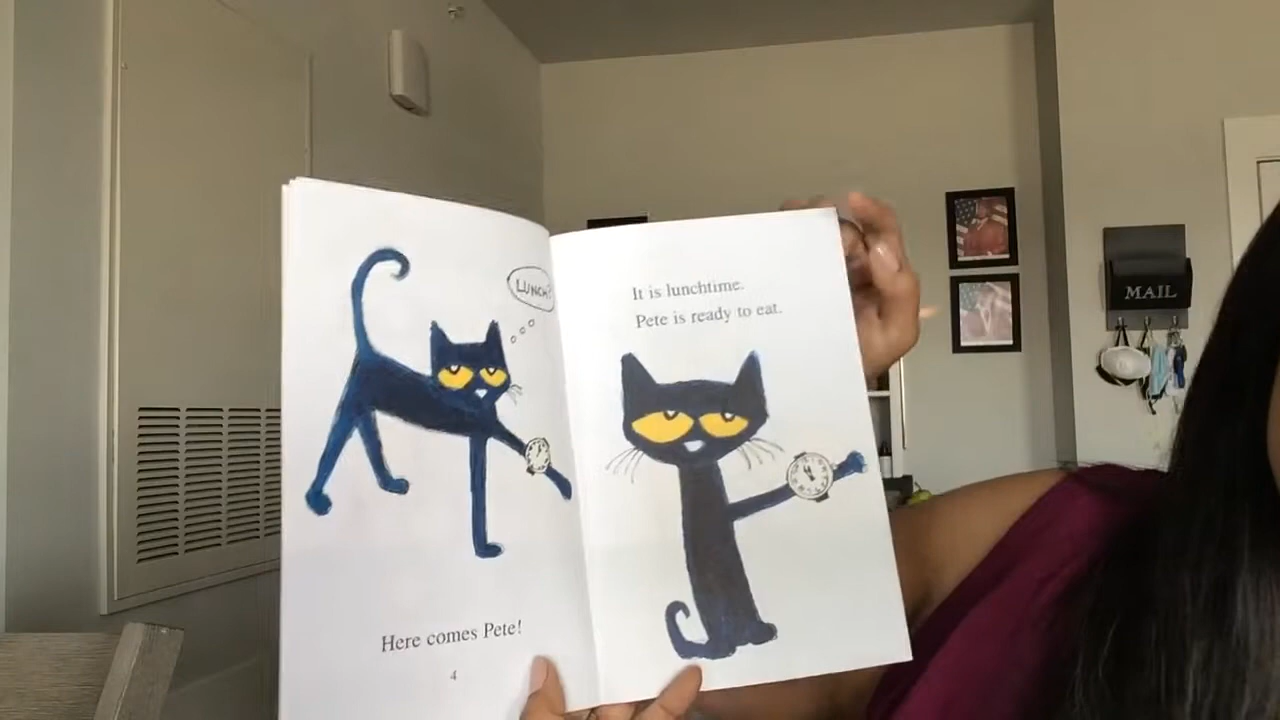 LUNCH?
Here comes Pete!
4
It is lunchtime.
Pete is ready to eat.
MAIL